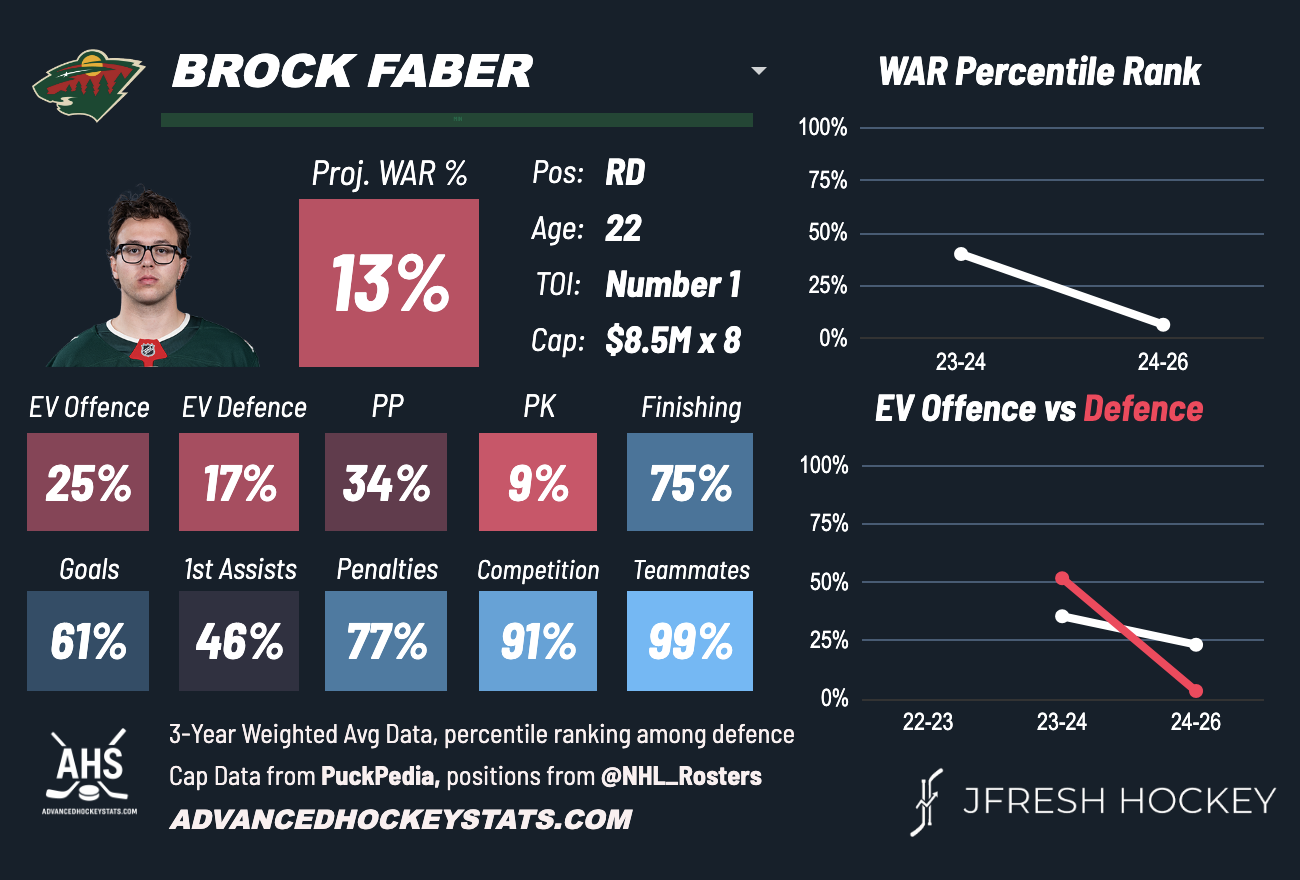 BROCK FABER
Proj. WAR %
13%
Pos: RD
Age: 22
TOI: Number 1
Cap: $8.5M x 8
EV Offence EV Defence PP PK Finishing
25% 17% 34% 9% 75%
Goals 1st Assists Penalties Competition Teammates
61% 46% 77% 91% 99%
WAR Percentile Rank
100%
75%
50%
25%
0%
23-24 24-26
EV Offence vs Defence
100%
75%
50%
25%
0%
22-23 23-24 24-26
AHS
ADVANCEDHOCKEYSTATS.COM
3-Year Weighted Avg Data, percentile ranking among defence
Cap Data from PuckPedia, positions from @NHL_Rosters
ADVANCEDHOCKEYSTATS.COM
JFRESH HOCKEY